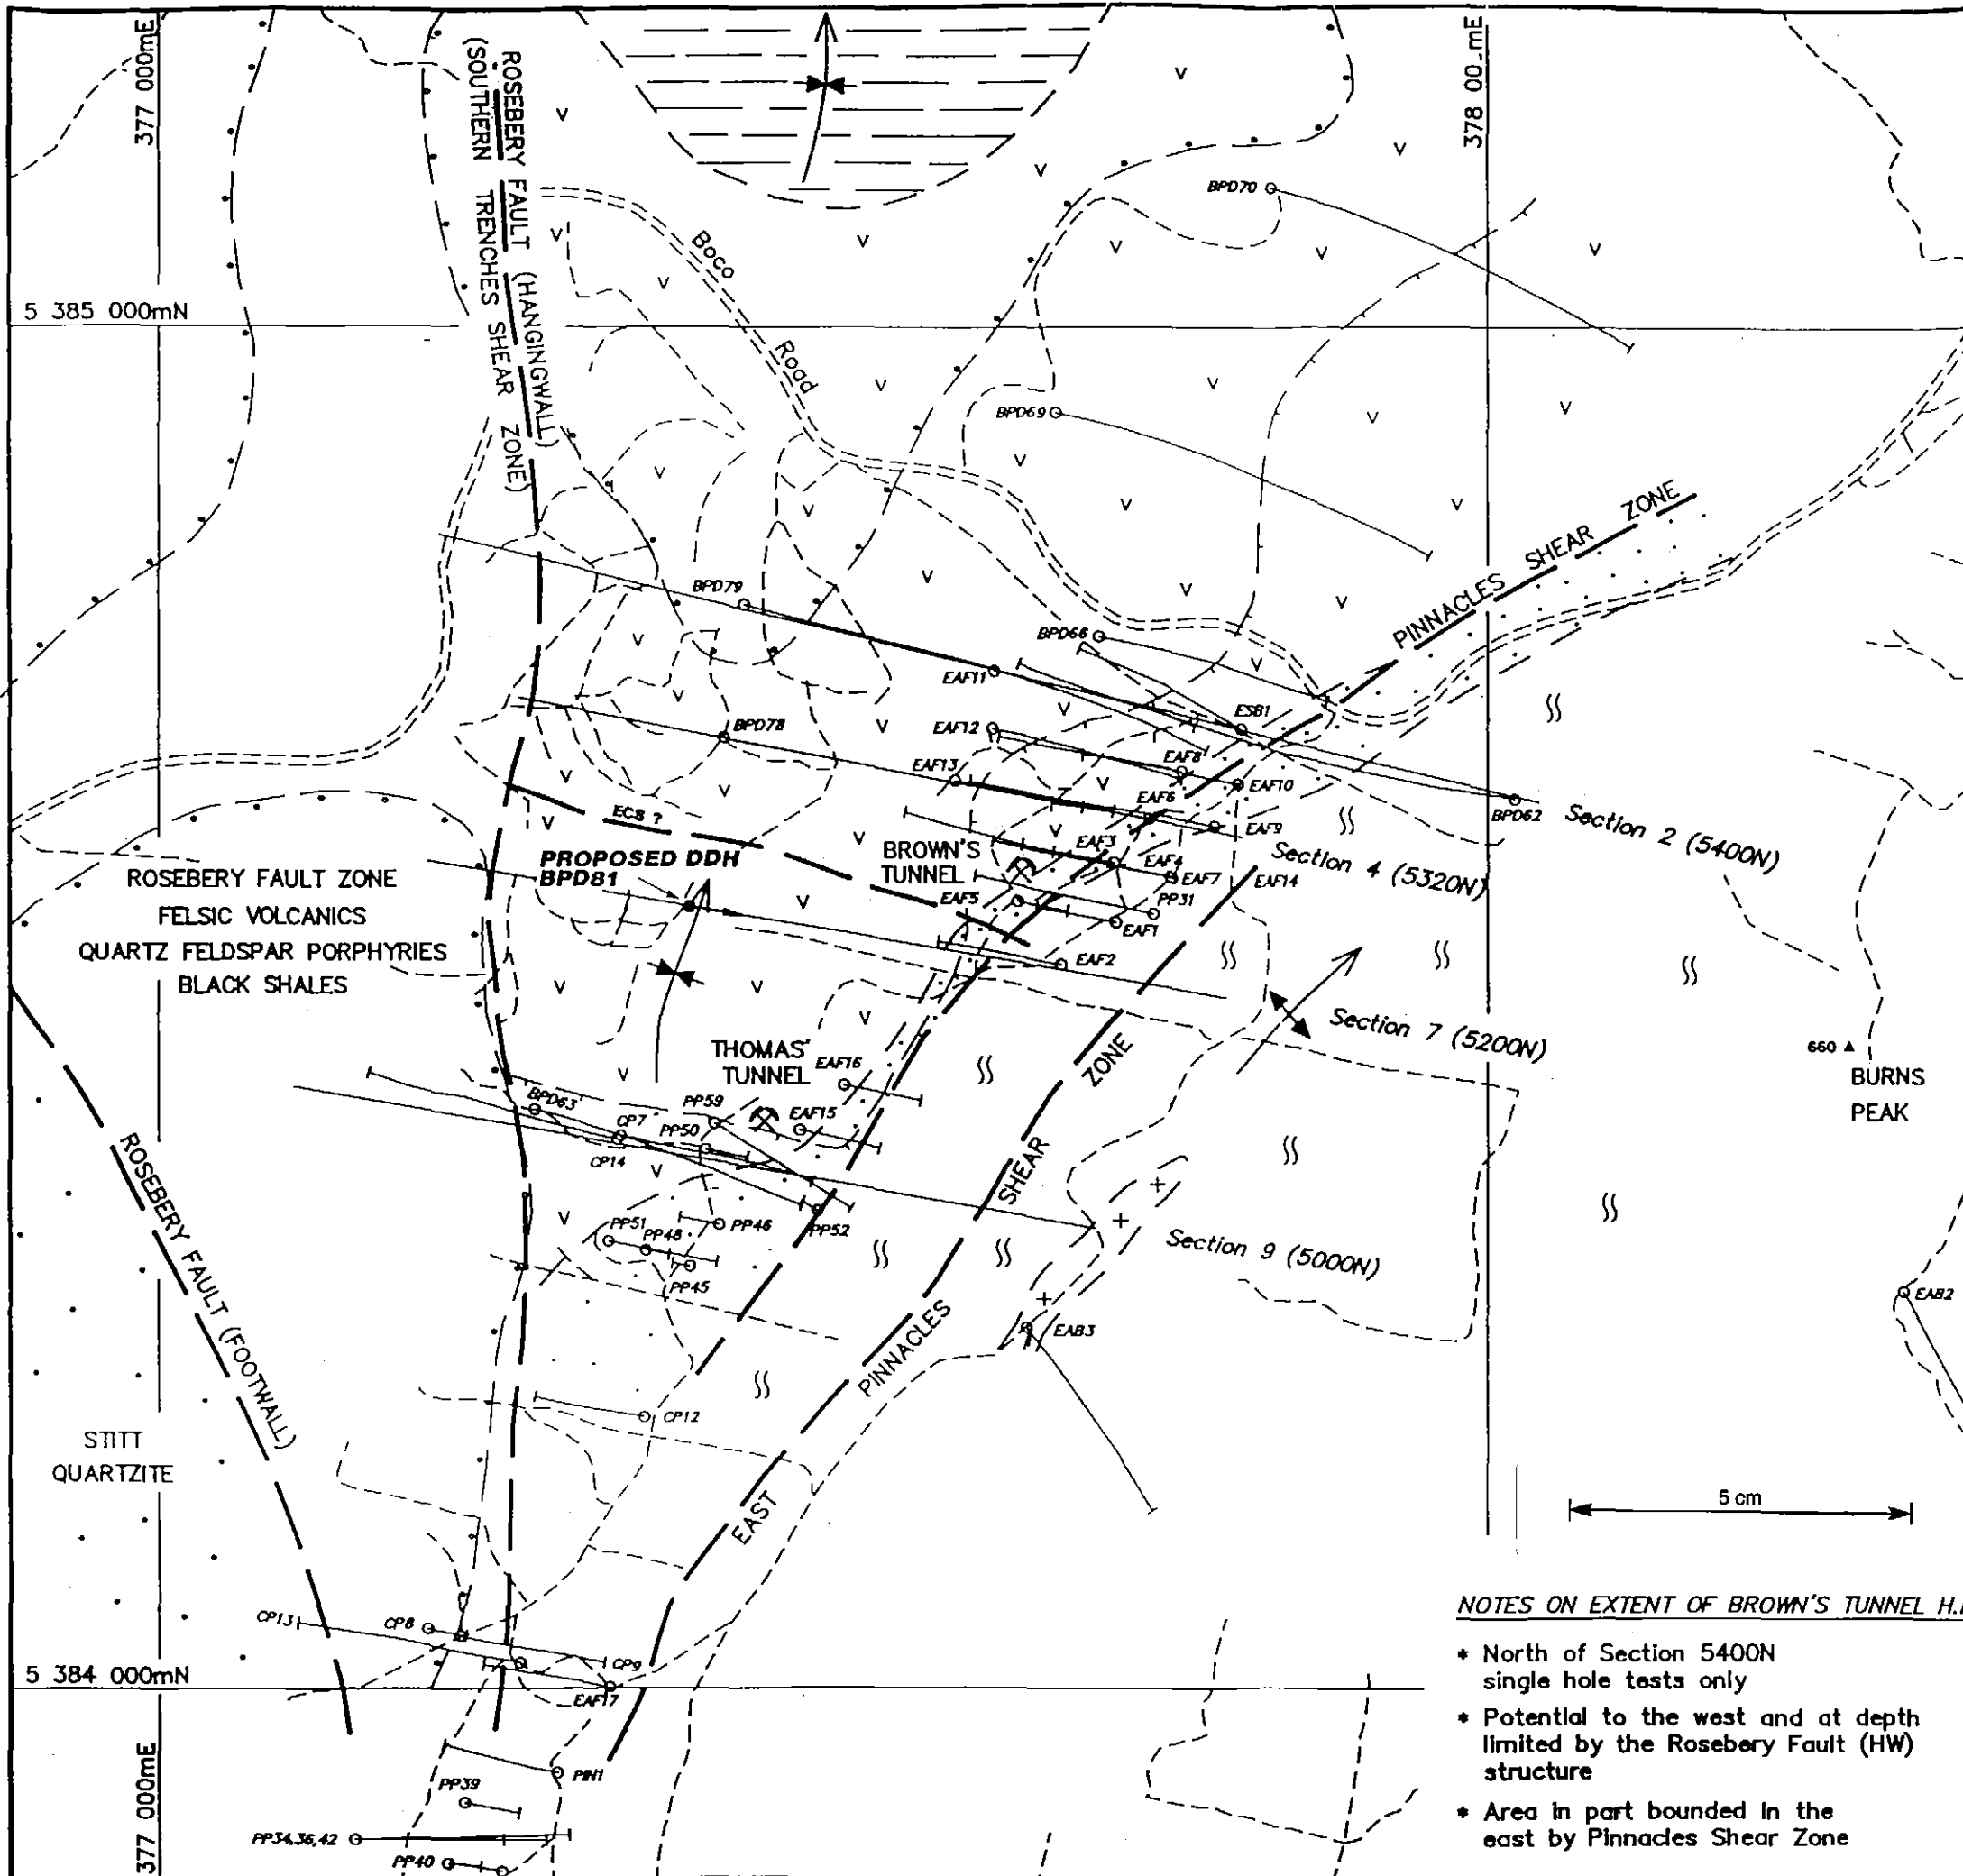 377 000mE
ROSEBERY FAULT (HANGINGWALL)
(SOUTHERN TRENCHES SHEAR ZONE)
378 00 mE
BPD70
Boco
Road
5 385 000mN
BPD69
PINNACLES SHEAR ZONE
BPD79
BPD66
EAF11
ESB1
EAF12
BPD78
EAF8
EAF13
EAF10
EAF6
BPD62
Section 2 (5400N)
ECS ?
EAF9
EAF3
BROWN'S
TUNNEL
EAF4
Section 4 (5320N)
PROPOSED DDH
BPD81
EAF7
EAF14
ROSEBERY FAULT ZONE
FELSIC VOLCANICS
QUARTZ FELDSPAR PORPHYRIES
BLACK SHALES
EAF5
PP31
EAF1
EAF2
Section 7 (5200N)
THOMAS'
TUNNEL
EAF16
660
BURNS
PEAK
BPD63
PP59
CP7
PP50
EAF15
CP14
ROSEBERY FAULT (FOOTWALL)
PP51
PP48
PP46
PP52
PP45
Section 9 (5000N)
EAST PINNACLES SHEAR ZONE
EAB3
EAB2
CP12
STITT
QUARTZITE
5 cm
CP13
CP8
CP9
5 384 000mN
EAF17
NOTES ON EXTENT OF BROWN'S TUNNEL H.
* North of Section 5400N
single hole tests only
* Potential to the west and at depth
limited by the Rosebery Fault (HW)
structure
* Area in part bounded in the
east by Pinnacles Shear Zone
377 000mE
PIN1
PP39
PP34,36,42
PP40